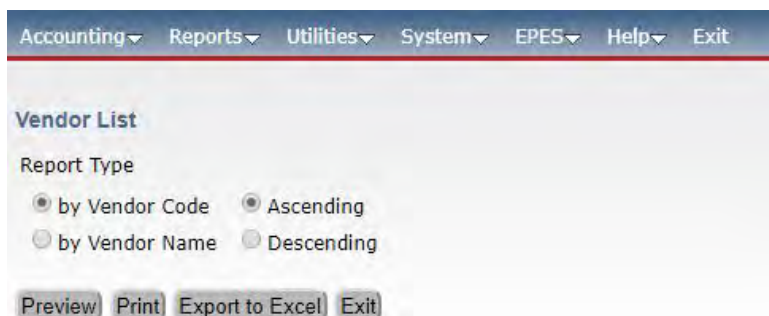 Accounting Reports Utilities System EPES Help Exit
Vendor List
Report Type
by Vendor Code Ascending
by Vendor Name Descending
Preview Print Export to Excel Exit